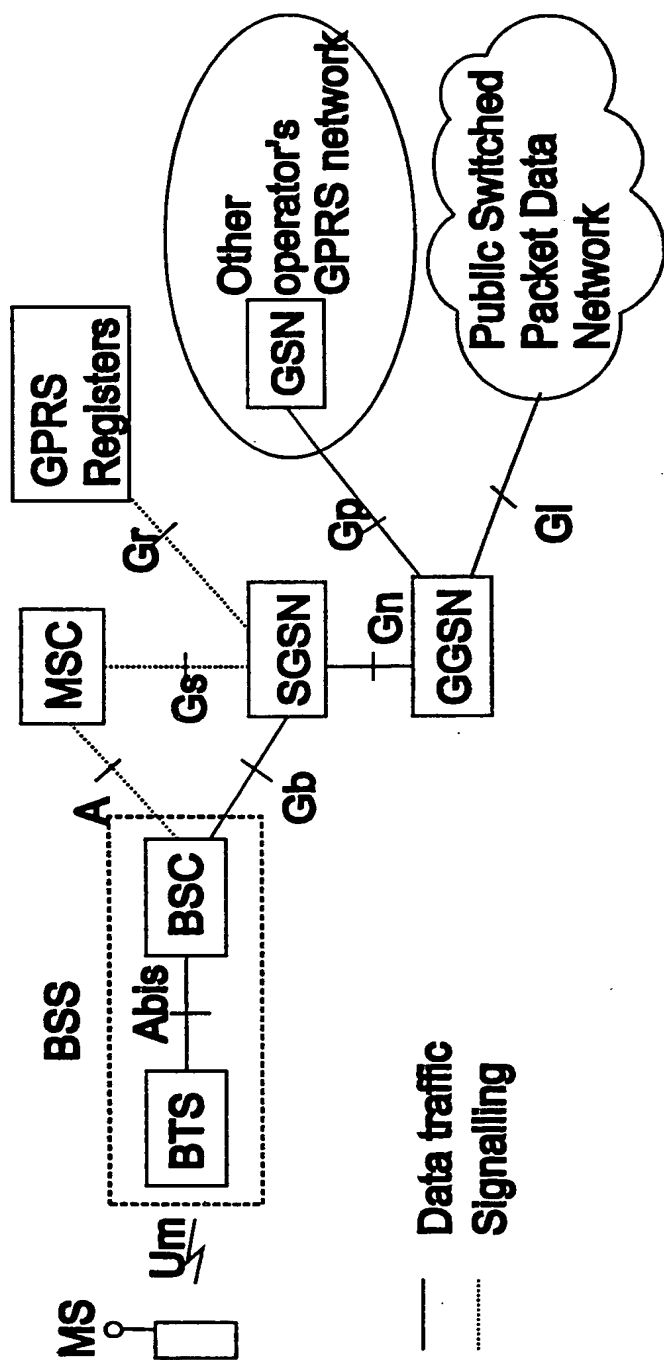 BSS
MS
Um
BTS
Abis
BSC
A
MSC
Gs
Gb
SGSN
Gr
GPRS
Registers
Gn
GGSN
Gp
GSN
Other
operator's
GPRS network
Gi
Public Switched
Packet Data
Network
Data traffic
Signalling